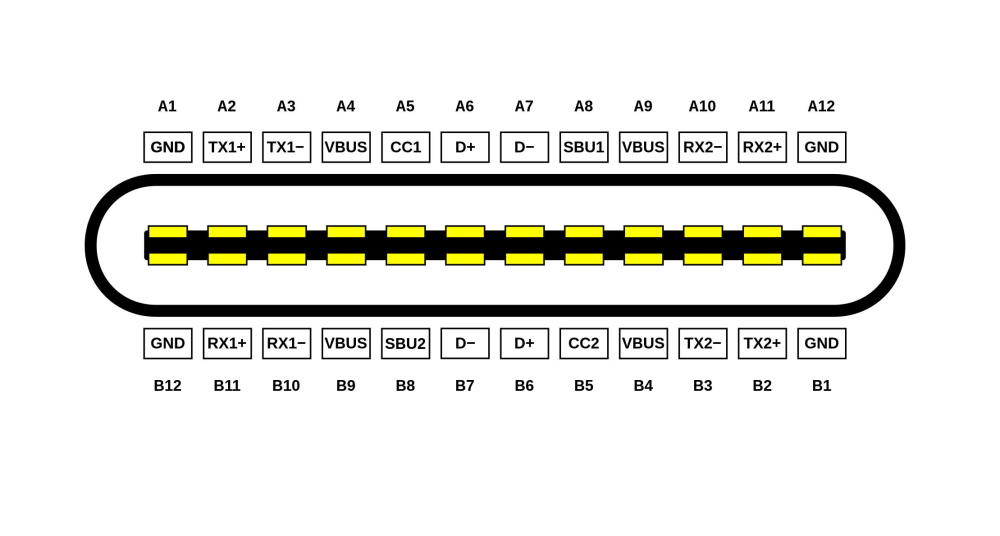 A1 A2 A3 A4 A5 A6 A7 A8 A9 A10 A11 A12
GND TX1+ TX1− VBUS CC1 D+ D− SBU1 VBUS RX2− RX2+ GND
GND RX1+ RX1− VBUS SBU2 D− D+ CC2 VBUS TX2− TX2+ GND
B12 B11 B10 B9 B8 B7 B6 B5 B4 B3 B2 B1